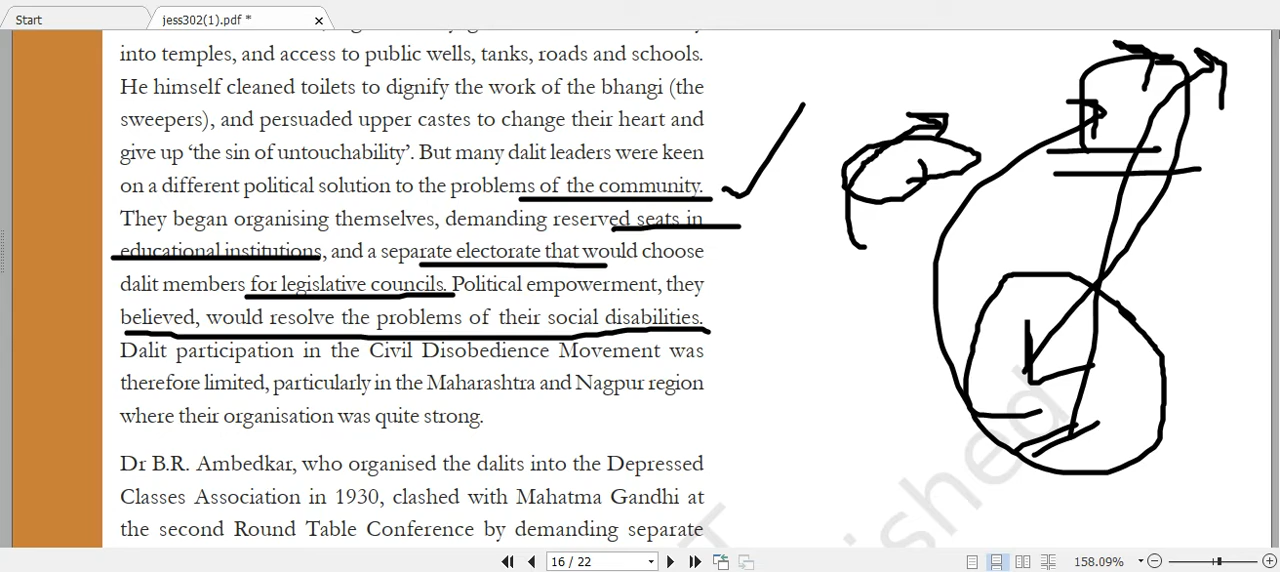 Start
jess302(1).pdf *
into temples, and access to public wells, tanks, roads and schools.
He himself cleaned toilets to dignify the work of the bhangi (the
sweepers), and persuaded upper castes to change their heart and
give up ‘the sin of untouchability’. But many dalit leaders were keen
on a different political solution to the problems of the community.
They began organising themselves, demanding reserved seats in
educational institutions, and a separate electorate that would choose
dalit members for legislative councils. Political empowerment, they
believed, would resolve the problems of their social disabilities.
Dalit participation in the Civil Disobedience Movement was
therefore limited, particularly in the Maharashtra and Nagpur region
where their organisation was quite strong.
Dr B.R. Ambedkar, who organised the dalits into the Depressed
Classes Association in 1930, clashed with Mahatma Gandhi at
the second Round Table Conference by demanding separate
16 / 22
158.09%